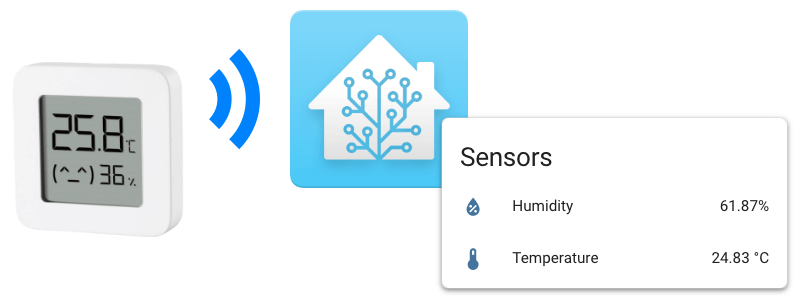 25.8 °C
(^_^) 36 %
Sensors
Humidity 61.87%
Temperature 24.83 °C